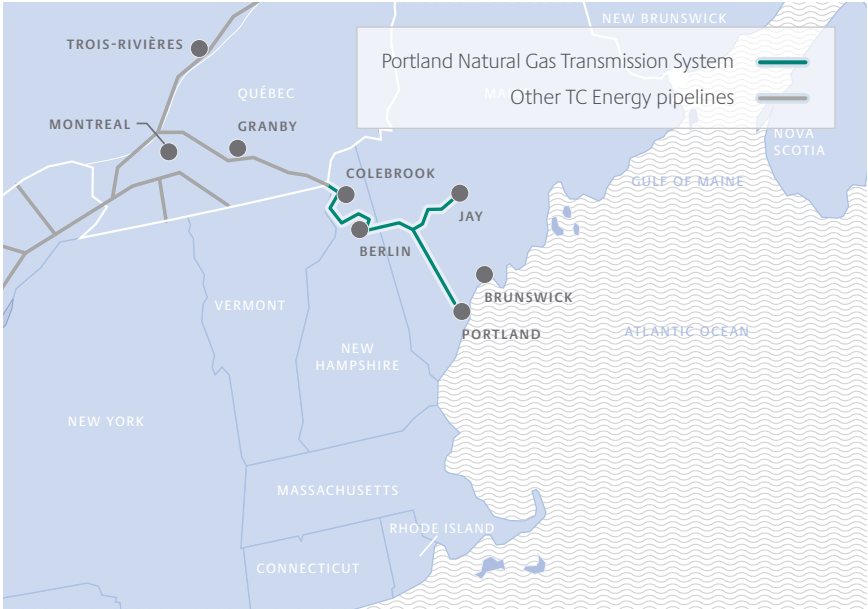 NEW BRUNSWICK
TROIS-RIVIÈRES
Portland Natural Gas Transmission System
QUÉBEC
Other TC Energy pipelines
MONTREAL
GRANBY
NOVA
SCOTIA
COLEBROOK
GULF OF MAINE
JAY
BERLIN
BRUNSWICK
VERMONT
PORTLAND
ATLANTIC OCEAN
NEW
HAMPSHIRE
NEW YORK
MASSACHUSETTS
RHODE ISLAND
CONNECTICUT